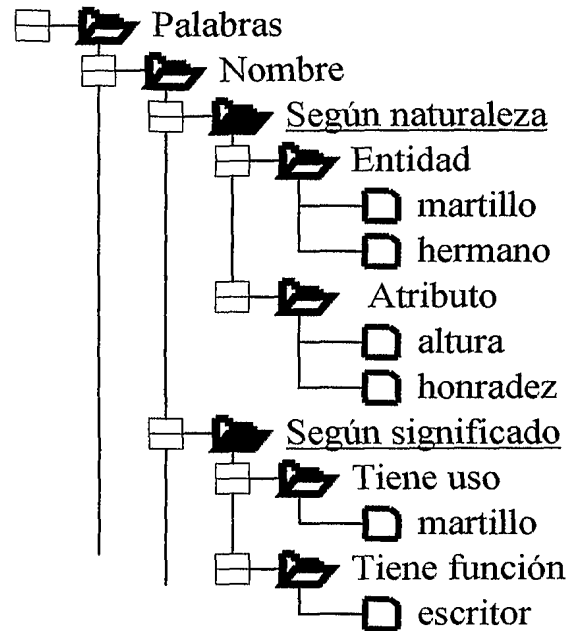 Palabras
Nombre
Según naturaleza
Entidad
martillo
hermano
Atributo
altura
honradez
Según significado
Tiene uso
martillo
Tiene función
escritor